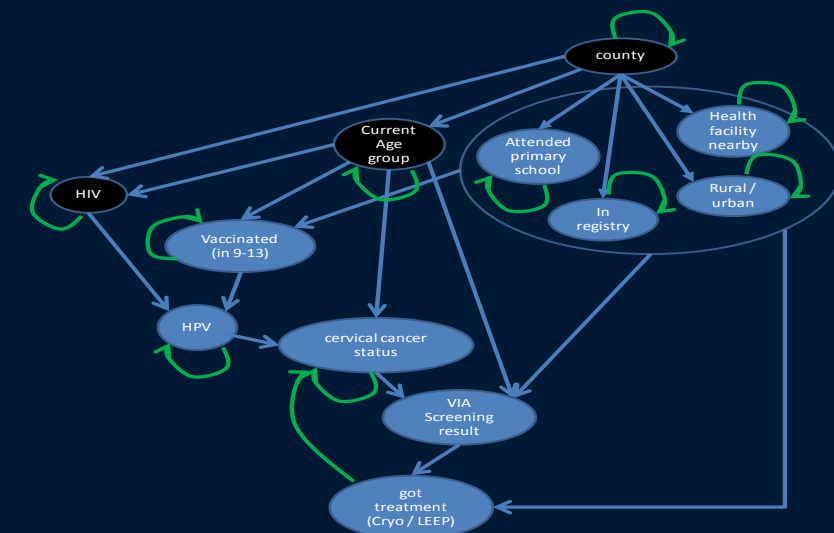 county
Health
facility
nearby
Current
Age
group
Attended
primary
school
HIV
Rural /
urban
In
registry
Vaccinated
(in 9-13)
HPV
cervical cancer
status
VIA
Screening
result
got
treatment
(Cryo / LEEP)